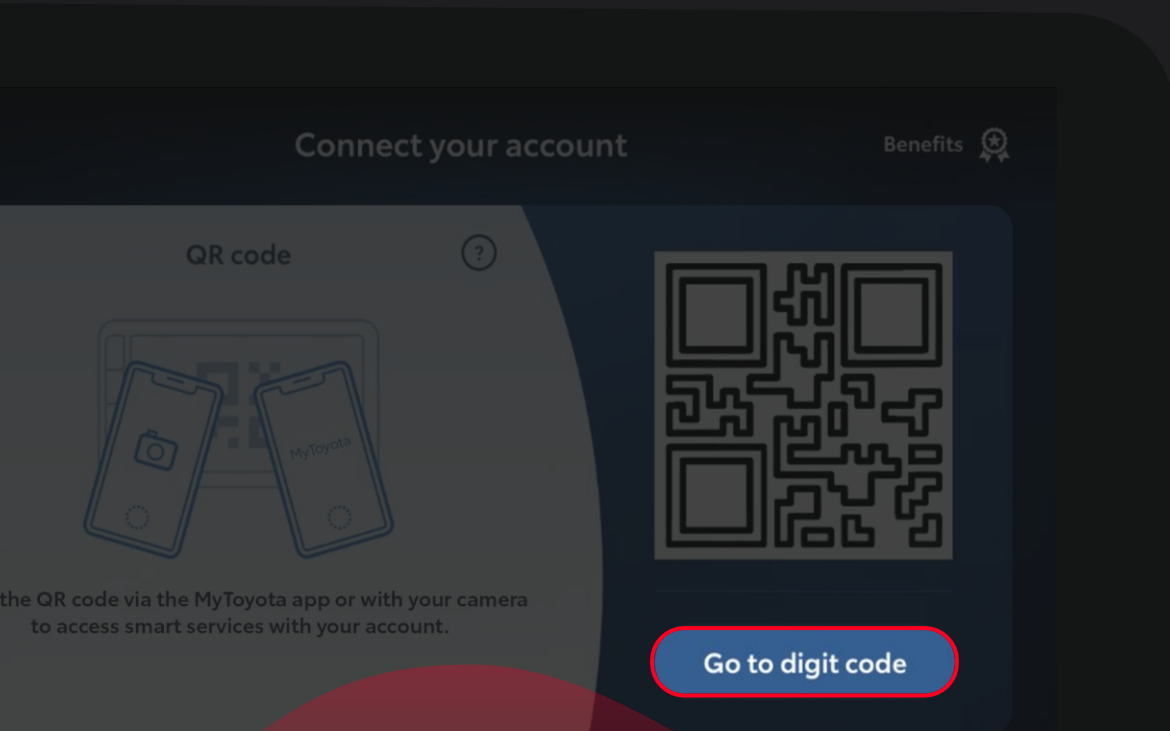 Connect your account
Benefits
QR code
?
MyToyota
the QR code via the MyToyota app or with your camera
to access smart services with your account.
Go to digit code